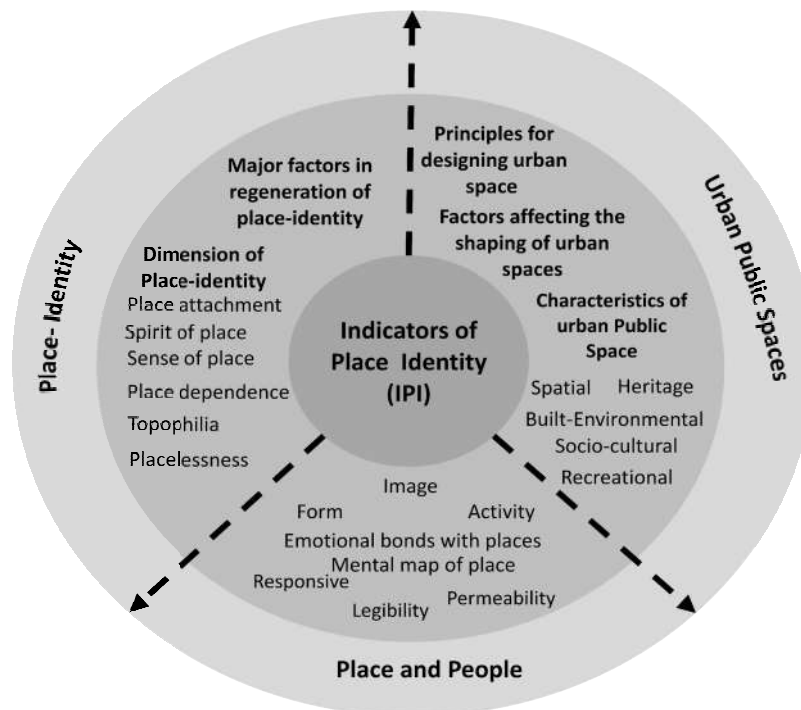 Principles for
designing urban
space
Major factors in
regeneration of
place-identity
Factors affecting the
shaping of urban
spaces
Urban Public Spaces
Place- Identity
Dimension of
Place-identity
Place attachment
Spirit of place
Sense of place
Place dependence
Topophilia
Placelessness
Indicators of
Place Identity
(IPI)
Characteristics of
urban Public
Space
Spatial Heritage
Built-Environmental
Socio-cultural
Recreational
Image
Form Activity
Emotional bonds with places
Mental map of place
Responsive
Permeability
Legibility
Place and People